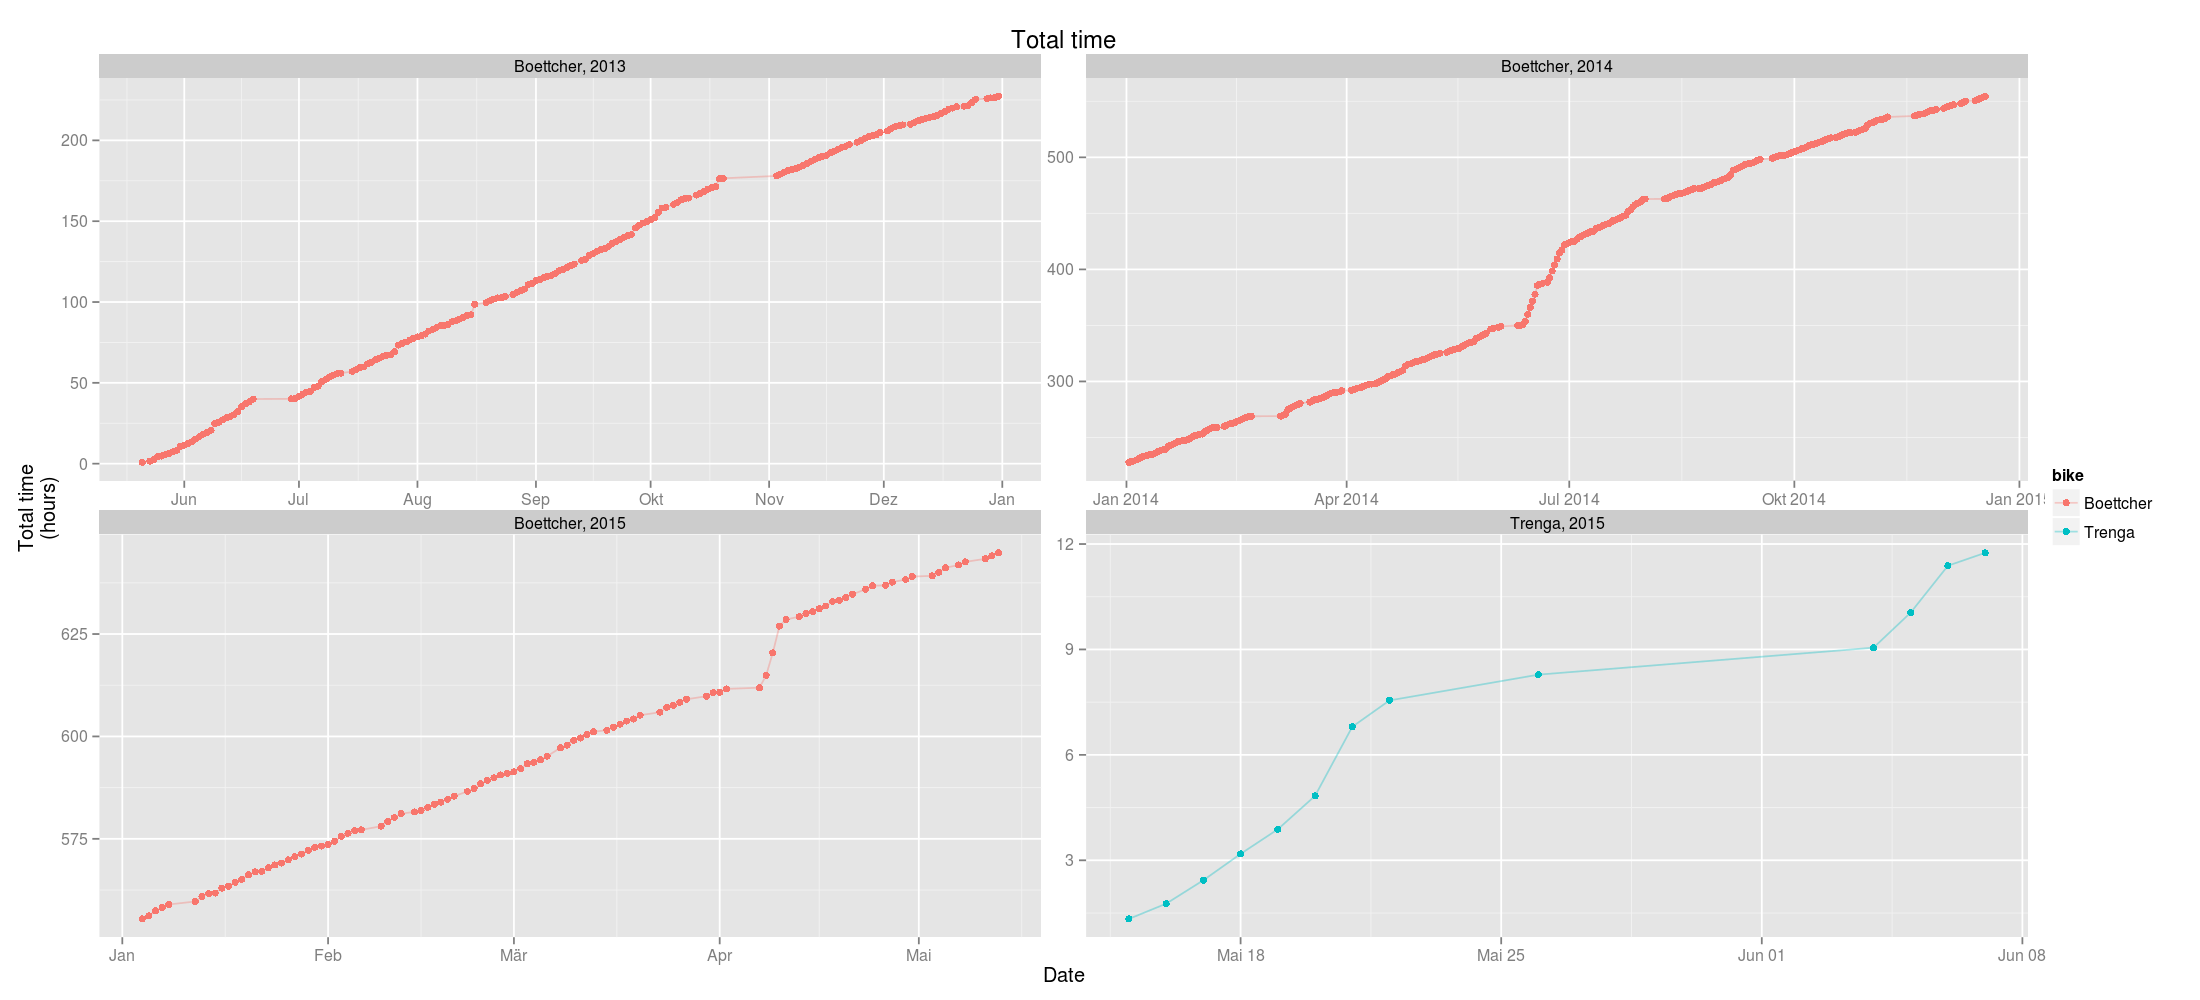 Total time
Boettcher, 2013
Boettcher, 2014
200
150
100
50
0
Jun Jul Aug Sep Okt Nov Dez Jan
500
400
300
Jan 2014 Apr 2014 Jul 2014 Okt 2014 Jan 201
Total time
(hours)
Boettcher, 2015
Trenga, 2015
625
600
575
Jan Feb Mär Apr Mai
12
9
6
3
Mai 18 Mai 25 Jun 01 Jun 08
Date
bike
Boettcher
Trenga